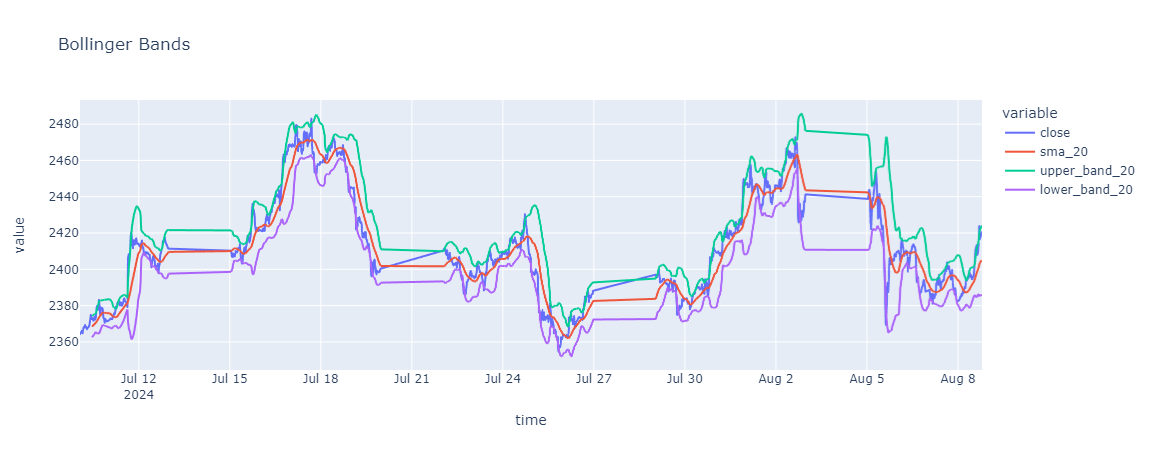 Bollinger Bands
variable
close
sma_20
upper_band_20
lower_band_20
value
2480
2460
2440
2420
2400
2380
2360
Jul 12 Jul 15 Jul 18 Jul 21 Jul 24 Jul 27 Jul 30 Aug 2 Aug 5 Aug 8
2024
time